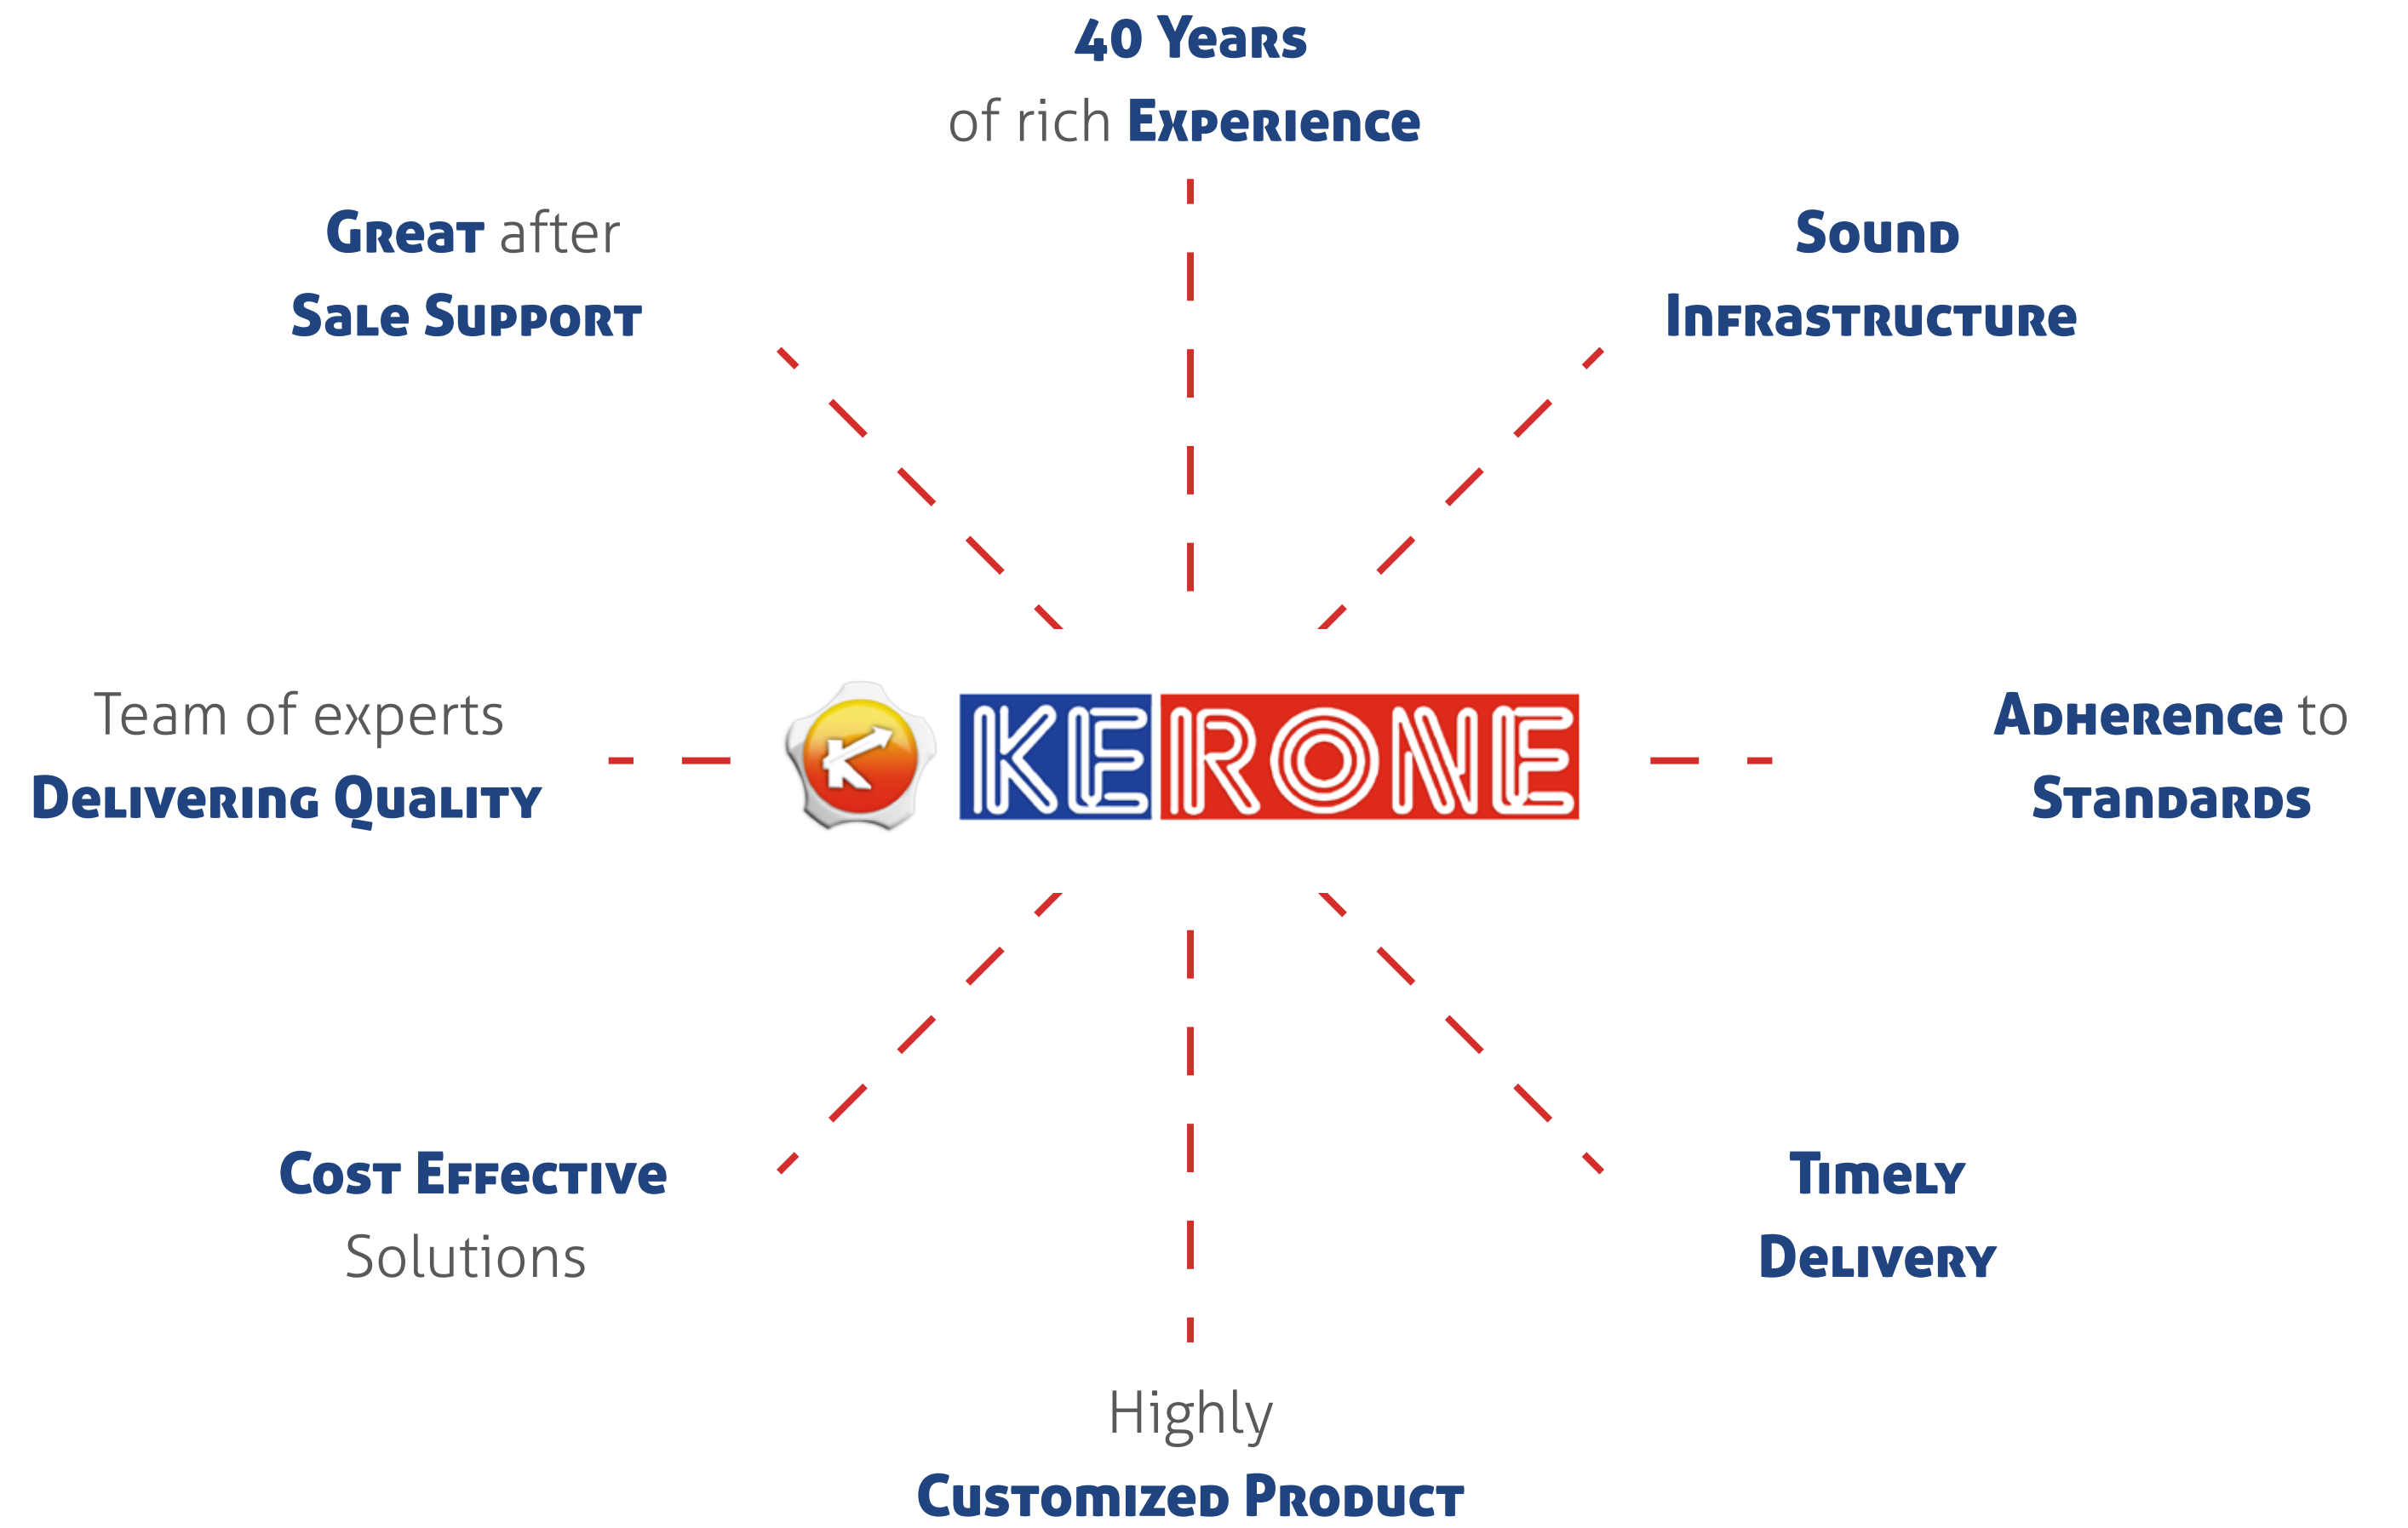 40 Years
of rich Experience
Great after
Sale Support
Sound
Infrastructure
Team of experts
Delivering Quality
K KERONE
Adherence to
Standards
Cost Effective
Solutions
Timely
Delivery
Highly
Customized Product